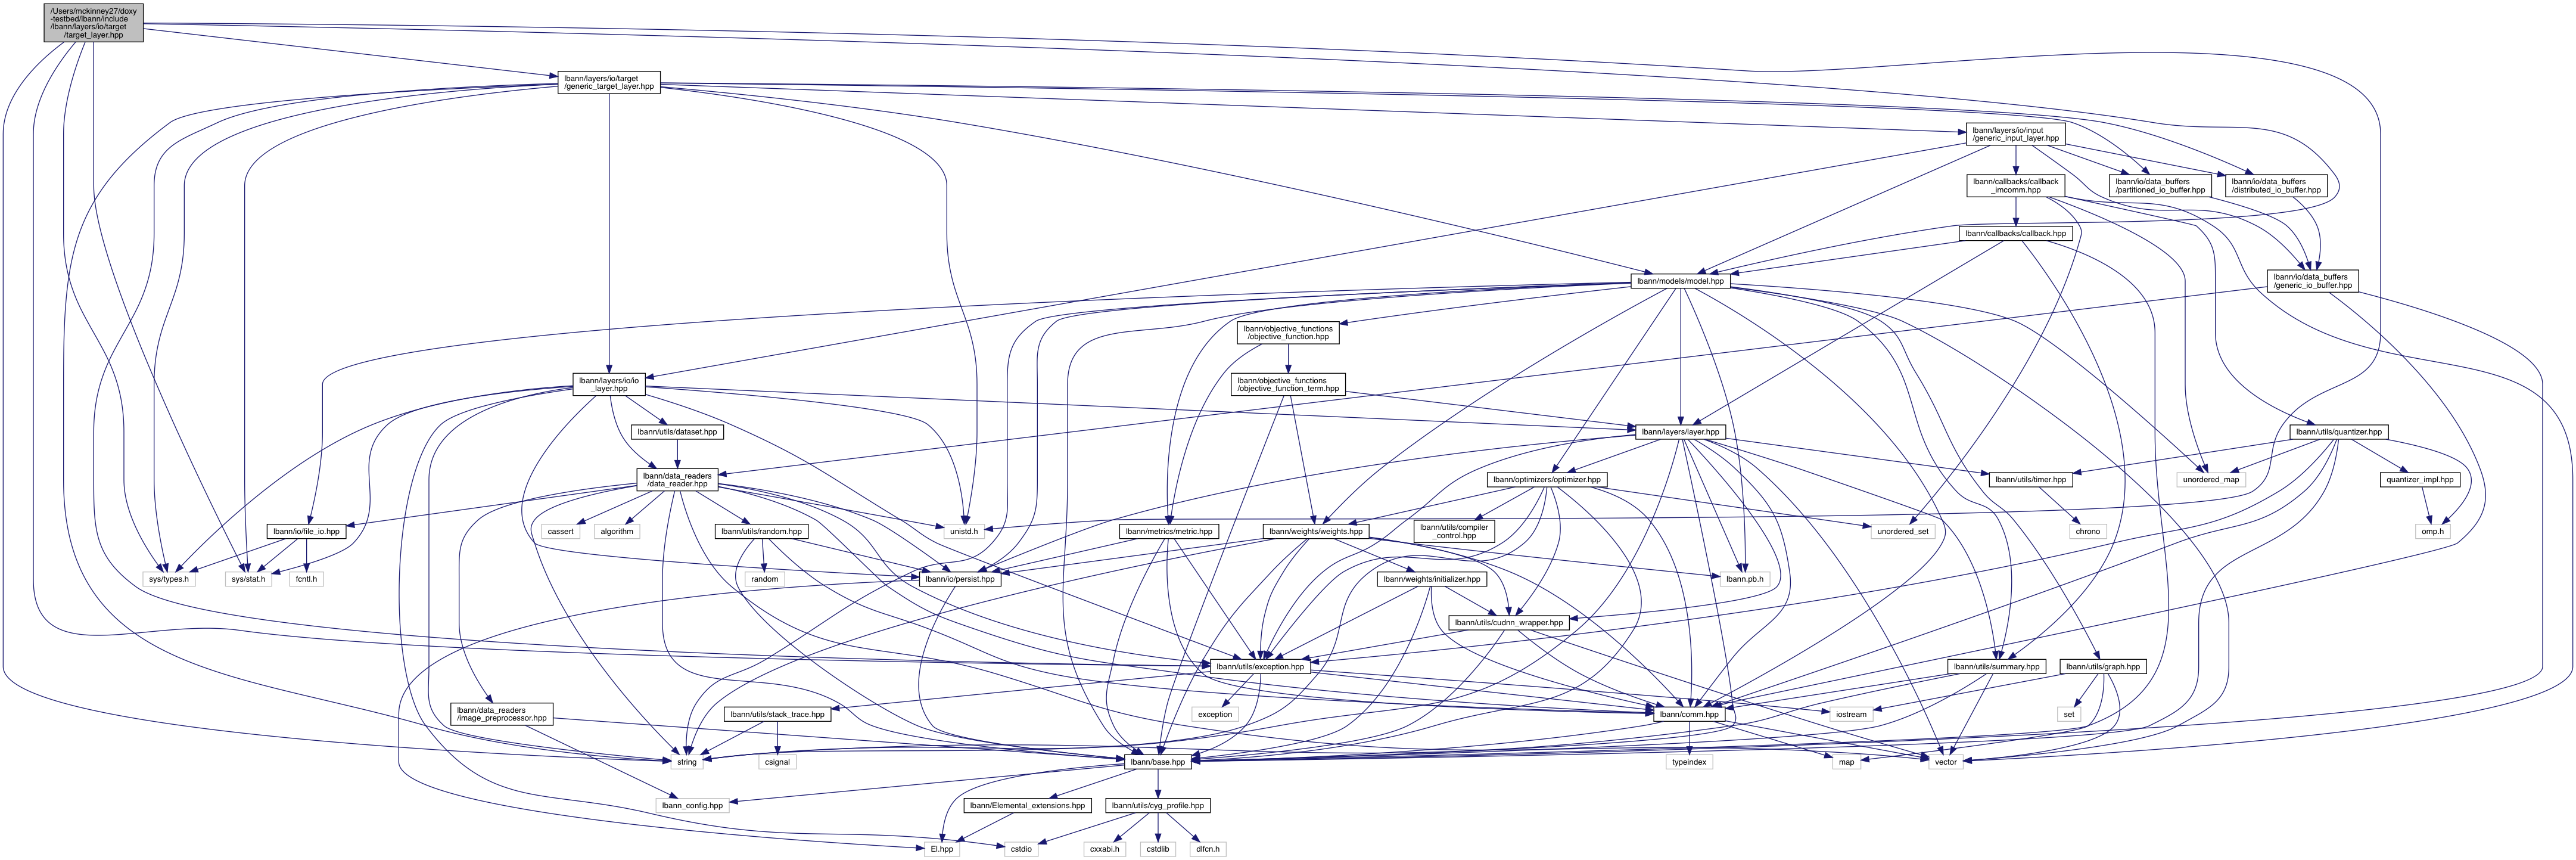 /Users/mckinney27/doxy
-testbed/lbann/include
/lbann/layers/io/target
/target_layer.hpp
lbann/layers/io/target
/generic_target_layer.hpp
lbann/layers/io/input
/generic_input_layer.hpp
lbann/callbacks/callback
_imcomm.hpp
lbann/io/data_buffers
/partitioned_io_buffer.hpp
lbann/io/data_buffers
/distributed_io_buffer.hpp
lbann/callbacks/callback.hpp
lbann/models/model.hpp
lbann/io/data_buffers
/generic_io_buffer.hpp
lbann/objective_functions
/objective_function.hpp
lbann/layers/io/io
_layer.hpp
lbann/objective_functions
/objective_function_term.hpp
lbann/utils/dataset.hpp
lbann/layers/layer.hpp
lbann/utils/quantizer.hpp
lbann/data_readers
/data_reader.hpp
lbann/optimizers/optimizer.hpp
lbann/utils/timer.hpp
unordered_map
quantizer_impl.hpp
lbann/io/file_io.hpp
cassert
algorithm
lbann/utils/random.hpp
unistd.h
lbann/metrics/metric.hpp
lbann/weights/weights.hpp
lbann/utils/compiler
_control.hpp
unordered_set
chrono
omp.h
sys/types.h
sys/stat.h
fcntl.h
random
lbann/io/persist.hpp
lbann/weights/initializer.hpp
lbann.pb.h
lbann/utils/cudnn_wrapper.hpp
lbann/utils/exception.hpp
lbann/utils/summary.hpp
lbann/utils/graph.hpp
lbann/data_readers
/image_preprocessor.hpp
lbann/utils/stack_trace.hpp
exception
lbann/comm.hpp
iostream
set
string
csignal
lbann/base.hpp
typeindex
map
vector
lbann_config.hpp
lbann/Elemental_extensions.hpp
lbann/utils/cyg_profile.hpp
El.hpp
cstdio
cxxabi.h
cstdlib
dlfcn.h